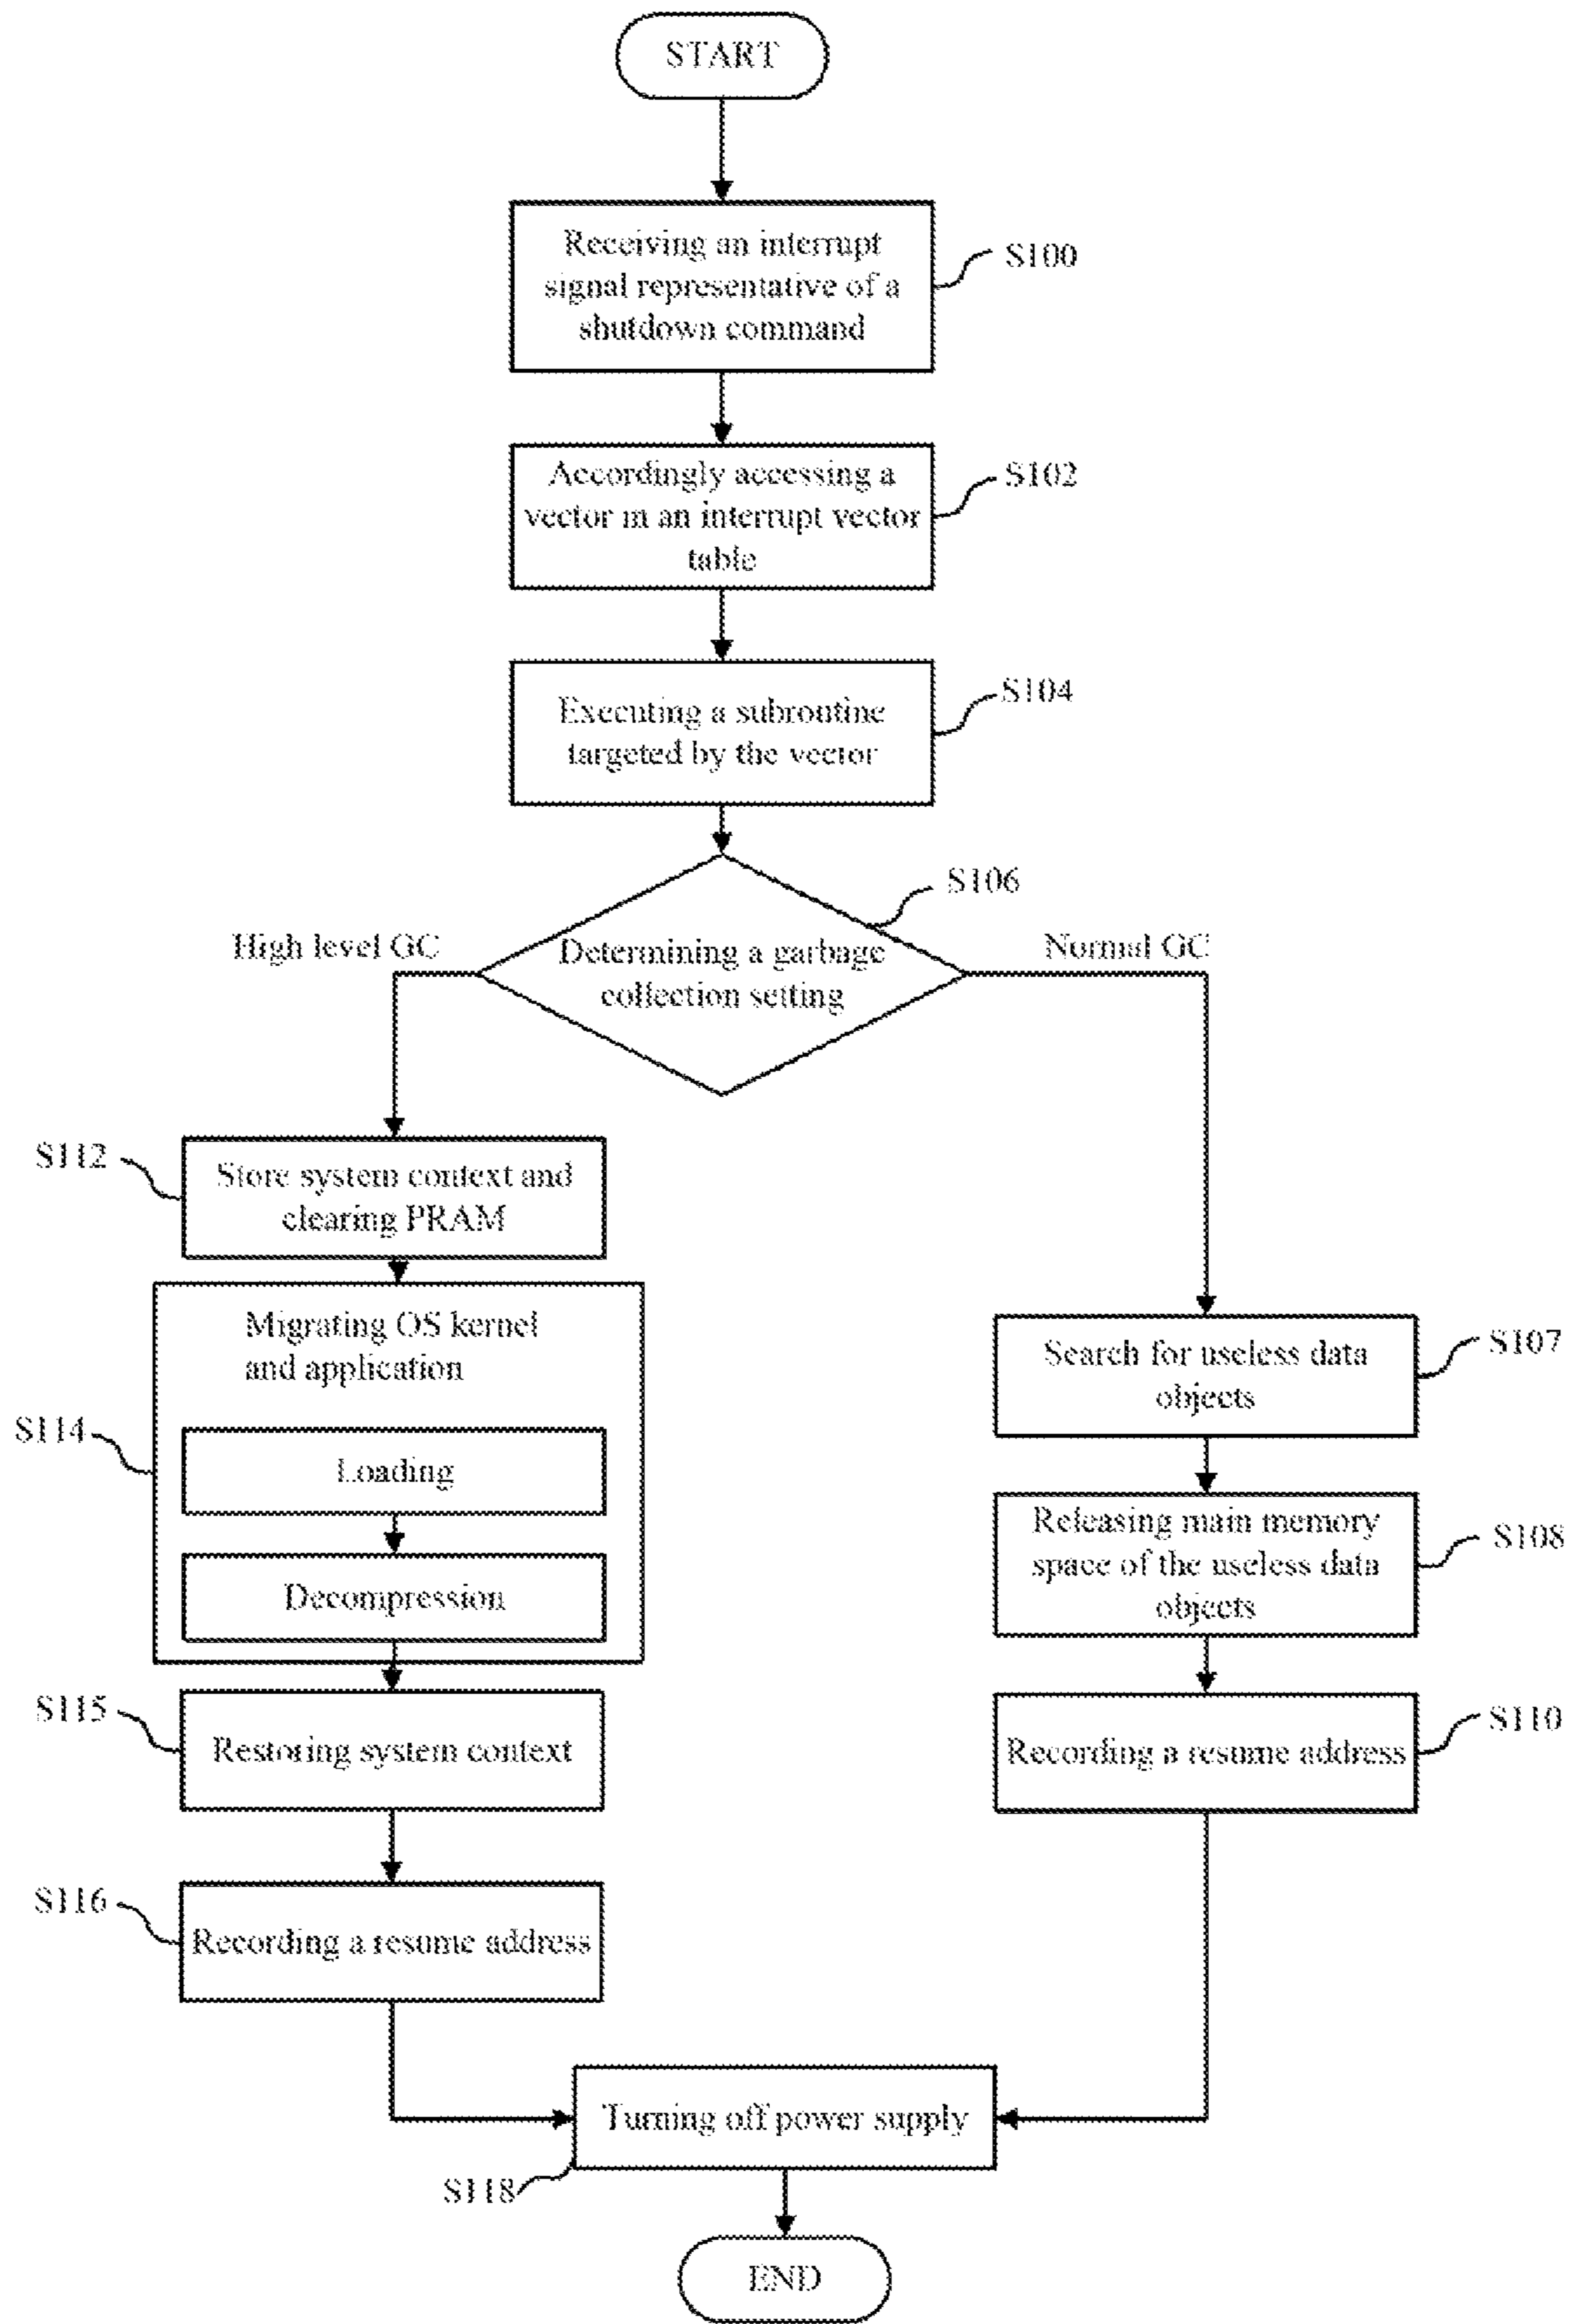 START
Receiving an interrupt
signal representative of a
shutdown command
S100
Accordingly accessing a
vector in an interrupt vector
table
S102
Executing a subroutine
targeted by the vector
S104
S106
High level GC
Determining a garbage
collection setting
Normal GC
S112
Store system context and
clearing PRAM
Migrating OS kernel
and application
S114
Loading
Decompression
S115
Restoring system context
S116
Recording a resume address
Search for useless data
objects
S107
Releasing main memory
space of the useless data
objects
S108
Recording a resume address
S110
Turning off power supply
S118
END